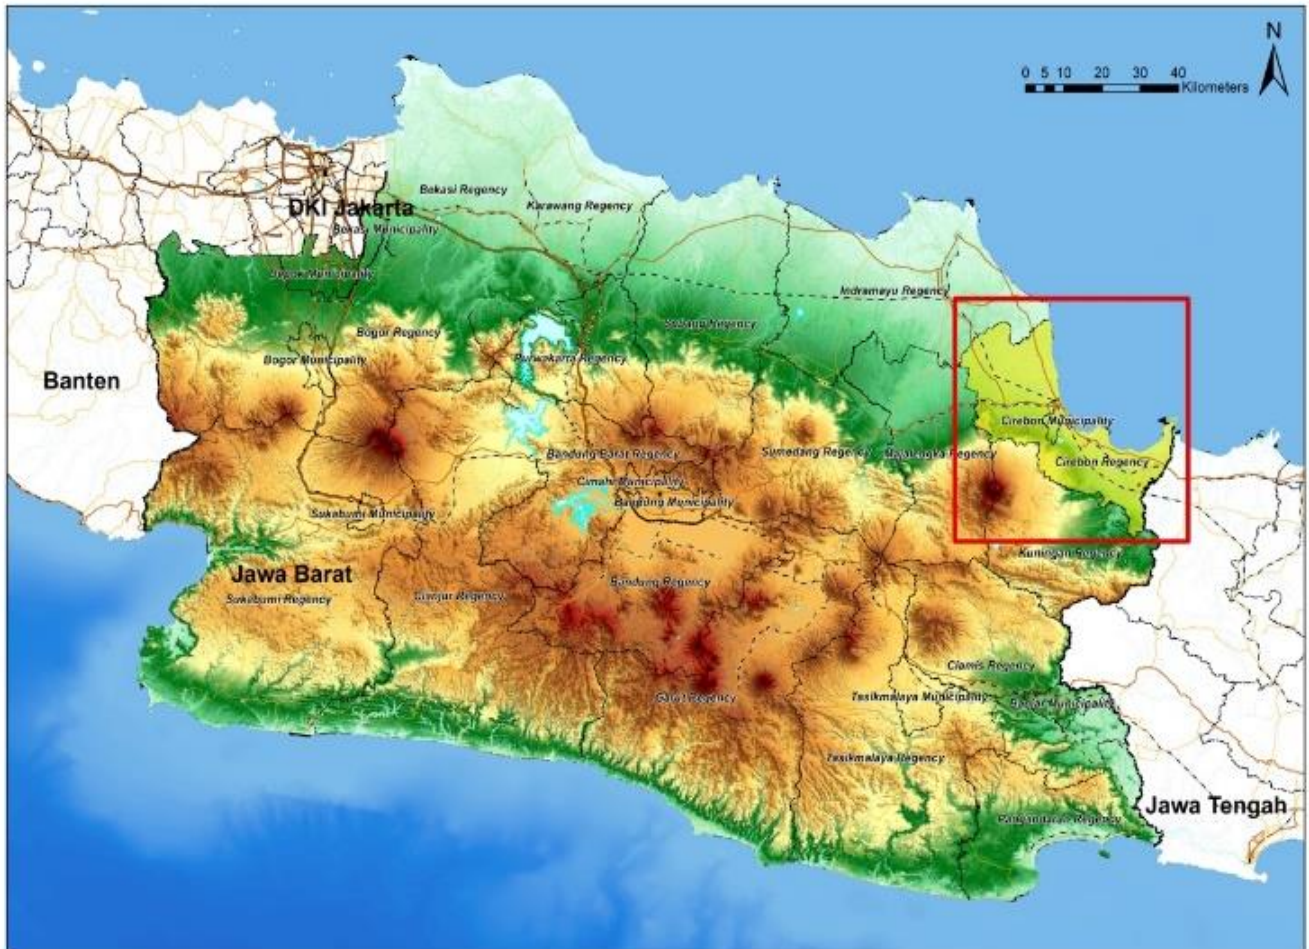 N
0 5 10 20 30 40
Kilometers
Bekasi Regency
Karawang Regency
DKI Jakarta
Bekasi Municipality
Depok Municipality
Indramayu Regency
Subang Regency
Bogor Regency
Bogor Municipality
Purwakarta Regency
Banten
Cirebon Municipality
Bandung Barat Regency
Sumedang Regency
Majalengka Regency
Cirebon Regency
Cimahi Municipality
Bandung Municipality
Sukabumi Municipality
Kuningan Regency
Jawa Barat
Bandung Regency
Sukabumi Regency
Cianjur Regency
Ciamis Regency
Garut Regency
Tasikmalaya Municipality
Banjar Municipality
Tasikmalaya Regency
Jawa Tengah
Pangandaran Regency